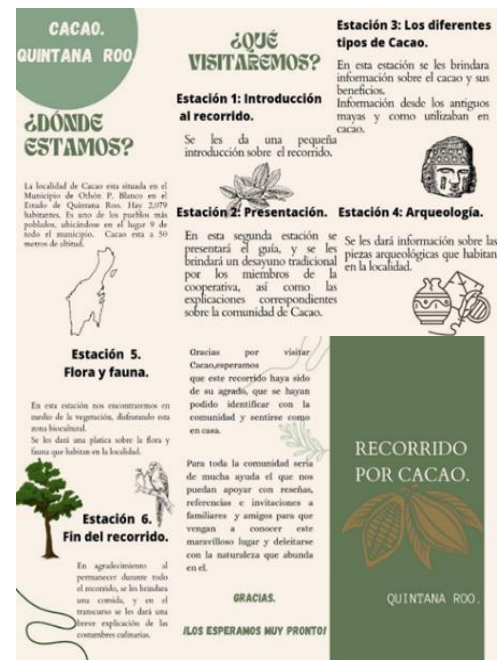 CACAO.
QUINTANA ROO.
¿DÓNDE
ESTAMOS?
La localidad de Cacao esta situada en el
Municipio de Othón P. Blanco en el
Estado de Quintana Roo. Hay 2,079
habitantes. Es uno de los pueblos más
poblados, ubicándose en el lugar 9 de
todo el municipio. Cacao esta a 50
metros de altitud.
¿QUÉ
VISITAREMOS?
Estación 1: Introducción
al recorrido.
Se les da una pequeña
introducción sobre el recorrido.
Estación 2: Presentación.
En esta segunda estación se
presentará el guía, y se les
brindará un desayuno tradicional
por los miembros de la
cooperativa, así como las
explicaciones correspondientes
sobre la comunidad de Cacao.
Estación 3: Los diferentes
tipos de Cacao.
En esta estación se les brindara
información sobre el cacao y sus
beneficios.
Información desde los antiguos
mayas y como utilizaban en
cacao.
Estación 4: Arqueología.
Se les dará información sobre las
piezas arqueológicas que habitan
en la localidad.
Estación 5.
Flora y fauna.
En esta estación nos encontraremos en
medio de la vegetación, disfrutando esta
zona biocultural.
Se les dará una platica sobre la flora y
fauna que habitan en la localidad.
Estación 6.
Fin del recorrido.
En agradecimiento al
permanecer durante todo
el recorrido, se les brindara
una comida, y en el
transcurso se les dará una
breve explicación de las
costumbres culinarias.
Gracias por visitar
Cacao,esperamos
que este recorrido haya sido
de su agrado, que se hayan
podido identificar con la
comunidad y sentirse como
en casa.
Para toda la comunidad seria
de mucha ayuda el que nos
puedan apoyar con reseñas,
referencias e invitaciones a
familiares y amigos para que
vengan a conocer este
maravilloso lugar y deleitarse
con la naturaleza que abunda
en el.
GRACIAS.
¡LOS ESPERAMOS MUY PRONTO!
RECORRIDO
POR CACAO.
QUINTANA ROO.